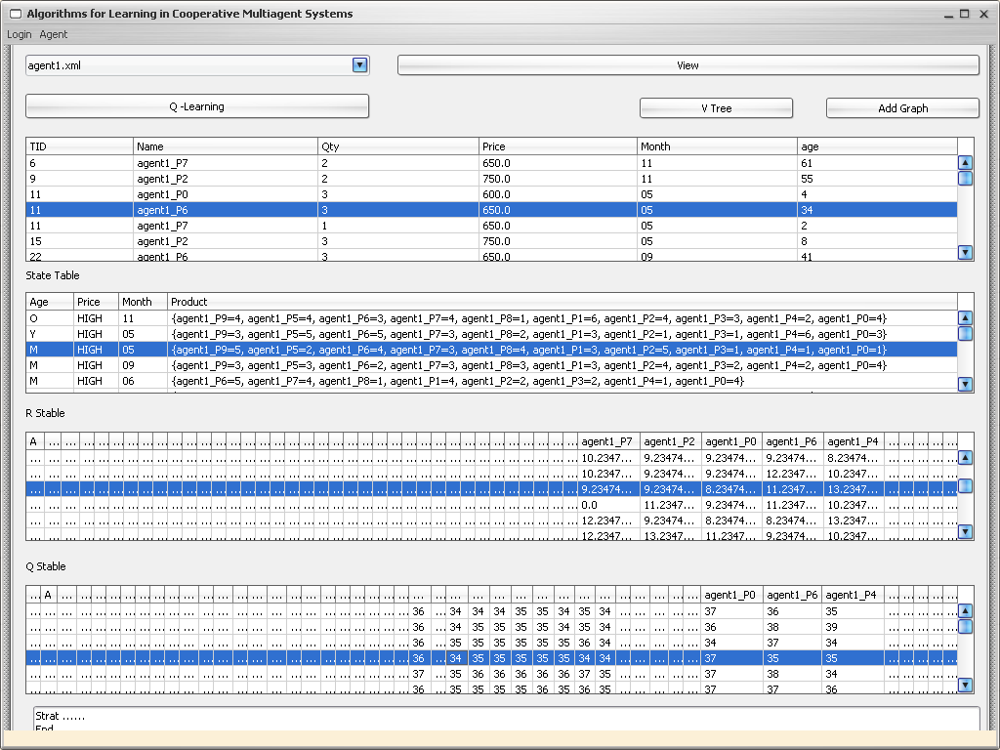 Algorithms for Learning in Cooperative Multiagent Systems
Login Agent
agent1.xml View
Q -Learning V Tree Add Graph
TID Name Qty Price Month age
6 agent1_P7 2 650.0 11 61
9 agent1_P2 2 750.0 11 55
11 agent1_P0 3 600.0 05 4
11 agent1_P6 3 650.0 05 34
11 agent1_P7 1 650.0 05 2
15 agent1_P2 3 750.0 05 8
22 agent1_P6 3 650.0 09 41
State Table
Age Price Month Product
O HIGH 11 {agent1_P9=4, agent1_P5=4, agent1_P6=3, agent1_P7=4, agent1_P8=1, agent1_P1=6, agent1_P2=4, agent1_P3=3, agent1_P4=2, agent1_P0=4}
Y HIGH 05 {agent1_P9=3, agent1_P5=5, agent1_P6=5, agent1_P7=3, agent1_P8=2, agent1_P1=3, agent1_P2=1, agent1_P3=1, agent1_P4=6, agent1_P0=3}
M HIGH 05 {agent1_P9=5, agent1_P5=2, agent1_P6=4, agent1_P7=3, agent1_P8=4, agent1_P1=3, agent1_P2=5, agent1_P3=1, agent1_P4=1, agent1_P0=1}
M HIGH 09 {agent1_P9=3, agent1_P5=3, agent1_P6=2, agent1_P7=3, agent1_P8=3, agent1_P1=3, agent1_P2=4, agent1_P3=2, agent1_P4=2, agent1_P0=4}
M HIGH 06 {agent1_P6=5, agent1_P7=4, agent1_P8=1, agent1_P1=4, agent1_P2=2, agent1_P3=2, agent1_P4=1, agent1_P0=4}
R Stable
A ... agent1_P7 agent1_P2 agent1_P0 agent1_P6 agent1_P4 ...
... 10.2347... 9.23474... 9.23474... 9.23474... 8.23474... ...
... 10.2347... 9.23474... 9.23474... 12.2347... 10.2347... ...
... 9.23474... 9.23474... 8.23474... 11.2347... 13.2347... ...
... 0.0 11.2347... 9.23474... 11.2347... 10.2347... ...
... 12.2347... 9.23474... 8.23474... 8.23474... 13.2347... ...
... 12.2347... 13.2347... 11.2347... 9.23474... 10.2347... ...
Q Stable
... A ... agent1_P0 agent1_P6 agent1_P4 ...
... 36 ... 34 34 34 35 35 34 35 34 ... 37 36 35 ...
... 36 ... 34 35 35 35 35 34 35 34 ... 36 38 39 ...
... 36 ... 35 35 35 35 35 35 36 34 ... 34 37 34 ...
... 36 ... 34 35 35 35 35 35 34 34 ... 37 35 35 ...
... 37 ... 35 36 36 36 36 36 37 35 ... 37 38 34 ...
... 36 ... 35 35 35 36 36 35 36 35 ... 37 37 36 ...
Strat ......
End